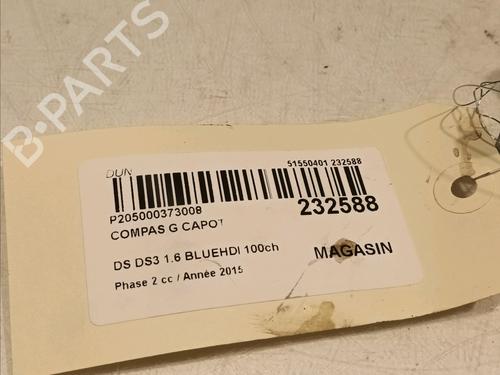 B-PARTS
DUN
51550401 232588
P205000373008
232588
COMPAS G CAPOT
DS DS3 1.6 BLUEHDI 100ch
MAGASIN
Phase 2 cc / Année 2015